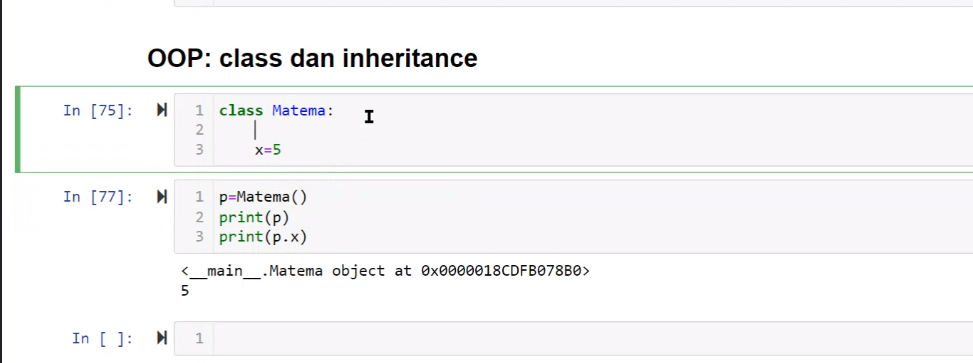 OOP: class dan inheritance
In [75]:
1 class Matema:
2
3 x=5
In [77]:
1 p=Matema()
2 print(p)
3 print(p.x)
<__main__.Matema object at 0x0000018CDFB078B0>
5
In [ ]:
1